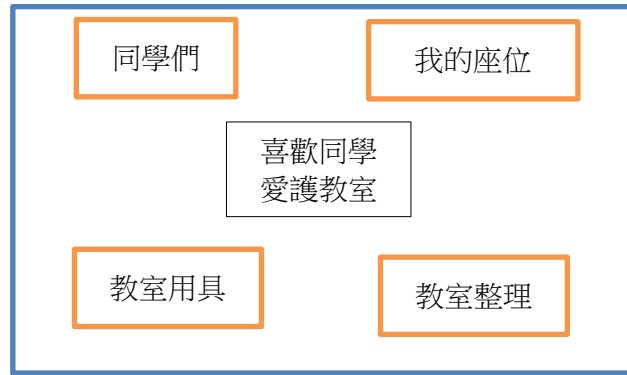 同學們
我的座位
喜歡同學
愛護教室
教室用具
教室整理